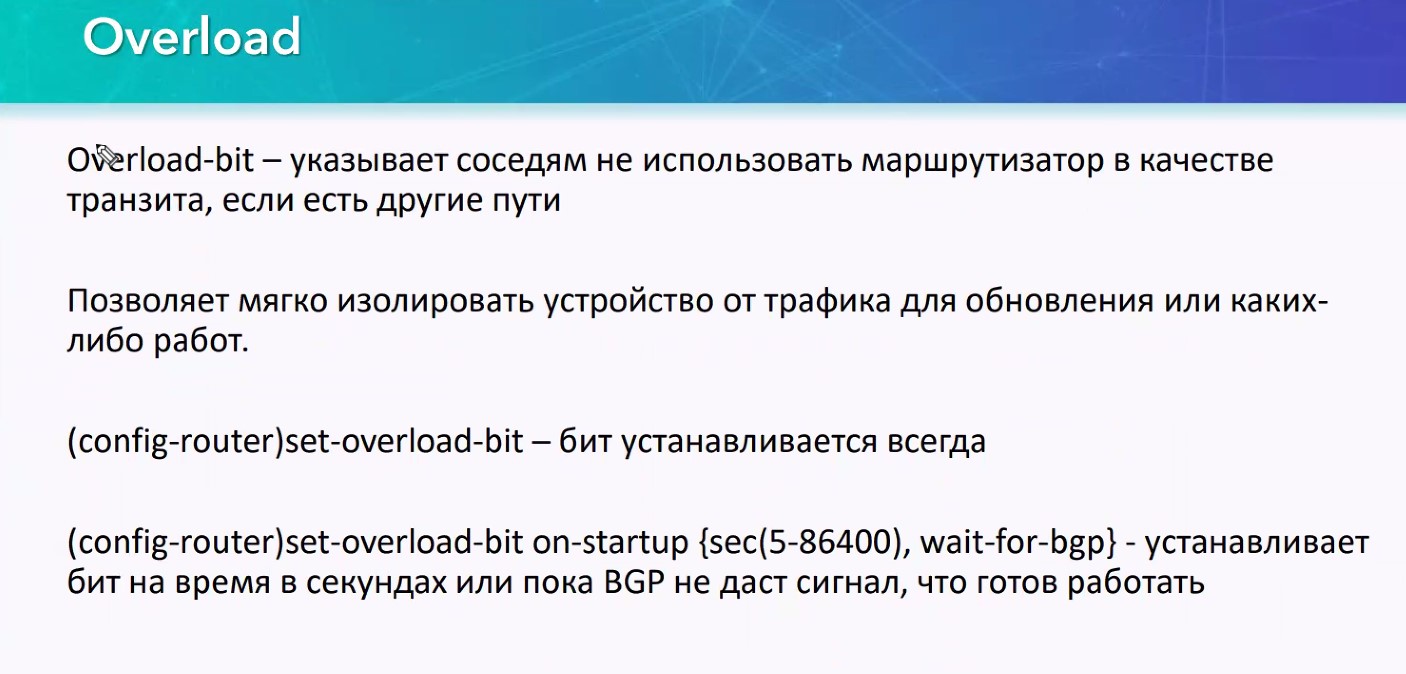 Overload
Overload-bit – указывает соседям не использовать маршрутизатор в качестве
транзита, если есть другие пути
Позволяет мягко изолировать устройство от трафика для обновления или каких-
либо работ.
(config-router)set-overload-bit – бит устанавливается всегда
(config-router)set-overload-bit on-startup {sec(5-86400), wait-for-bgp} - устанавливает
бит на время в секундах или пока BGP не даст сигнал, что готов работать